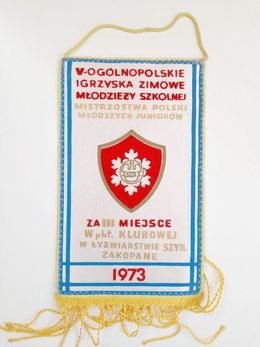 V-OGÓLNOPOLSKIE
IGRZYSKA ZIMOWE
MŁODZIEŻY SZKOLNEJ
MISTRZOSTWA POLSKI
MŁODSZYCH JUNIORÓW
ZA III MIEJSCE
W pkt. KLUBOWEJ
W ŁYŻWIARSTWIE SZYB.
ZAKOPANE
1973